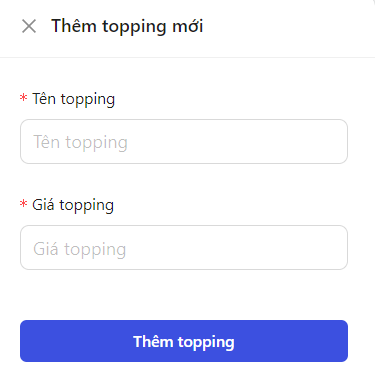 Thêm topping mới
* Tên topping
Tên topping
* Giá topping
Giá topping
Thêm topping